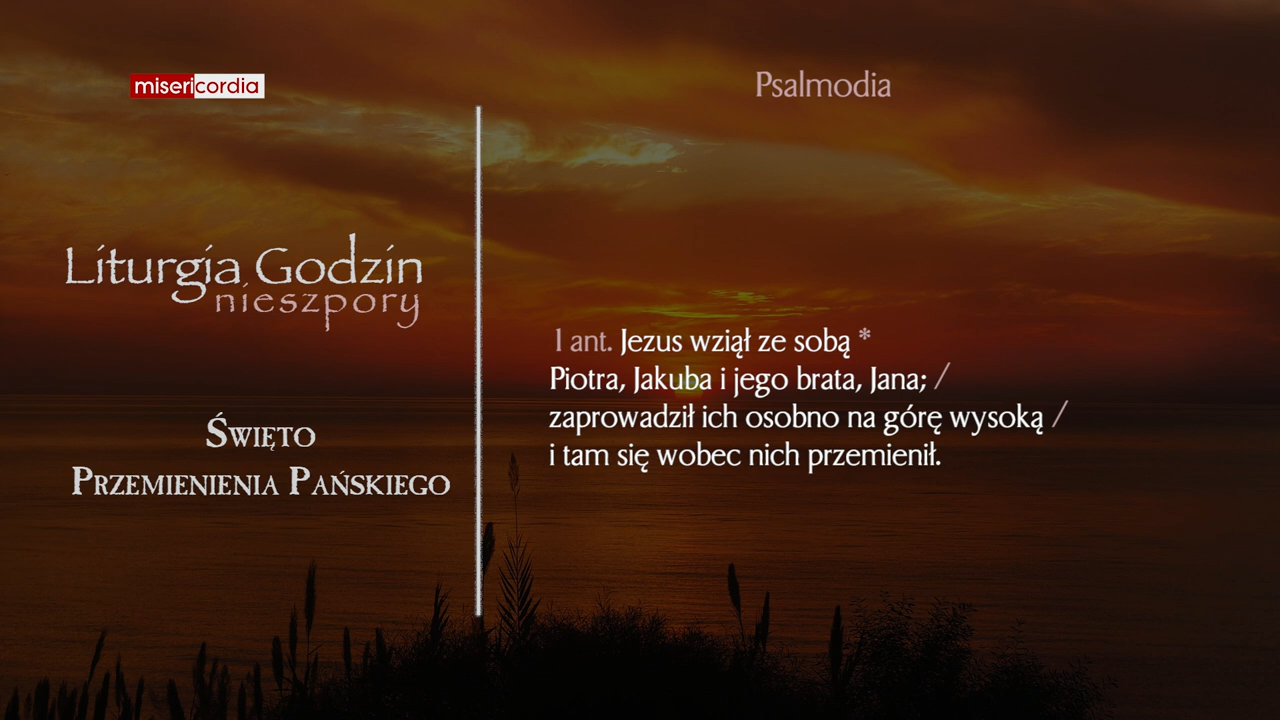 misericordia
Psalmodia
Liturgia Godzin
nieszpory
Święto
Przemienienia Pańskiego
1 ant. Jezus wziął ze sobą *
Piotra, Jakuba i jego brata, Jana; /
zaprowadził ich osobno na górę wysoką /
i tam się wobec nich przemienił.